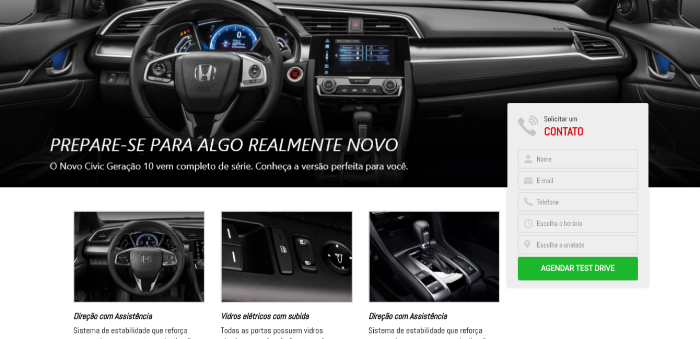 PREPARE-SE PARA ALGO REALMENTE NOVO
O Novo Civic Geração 10 vem completo de série. Conheça a versão perfeita para você.
Solicitar um
CONTATO
Nome
E-mail
Telefone
Escolha o horário
Escolha a unidade
AGENDAR TEST DRIVE
Direção com Assistência
Sistema de estabilidade que reforça
Vidros elétricos com subida
Todas as portas possuem vidros
Direção com Assistência
Sistema de estabilidade que reforça